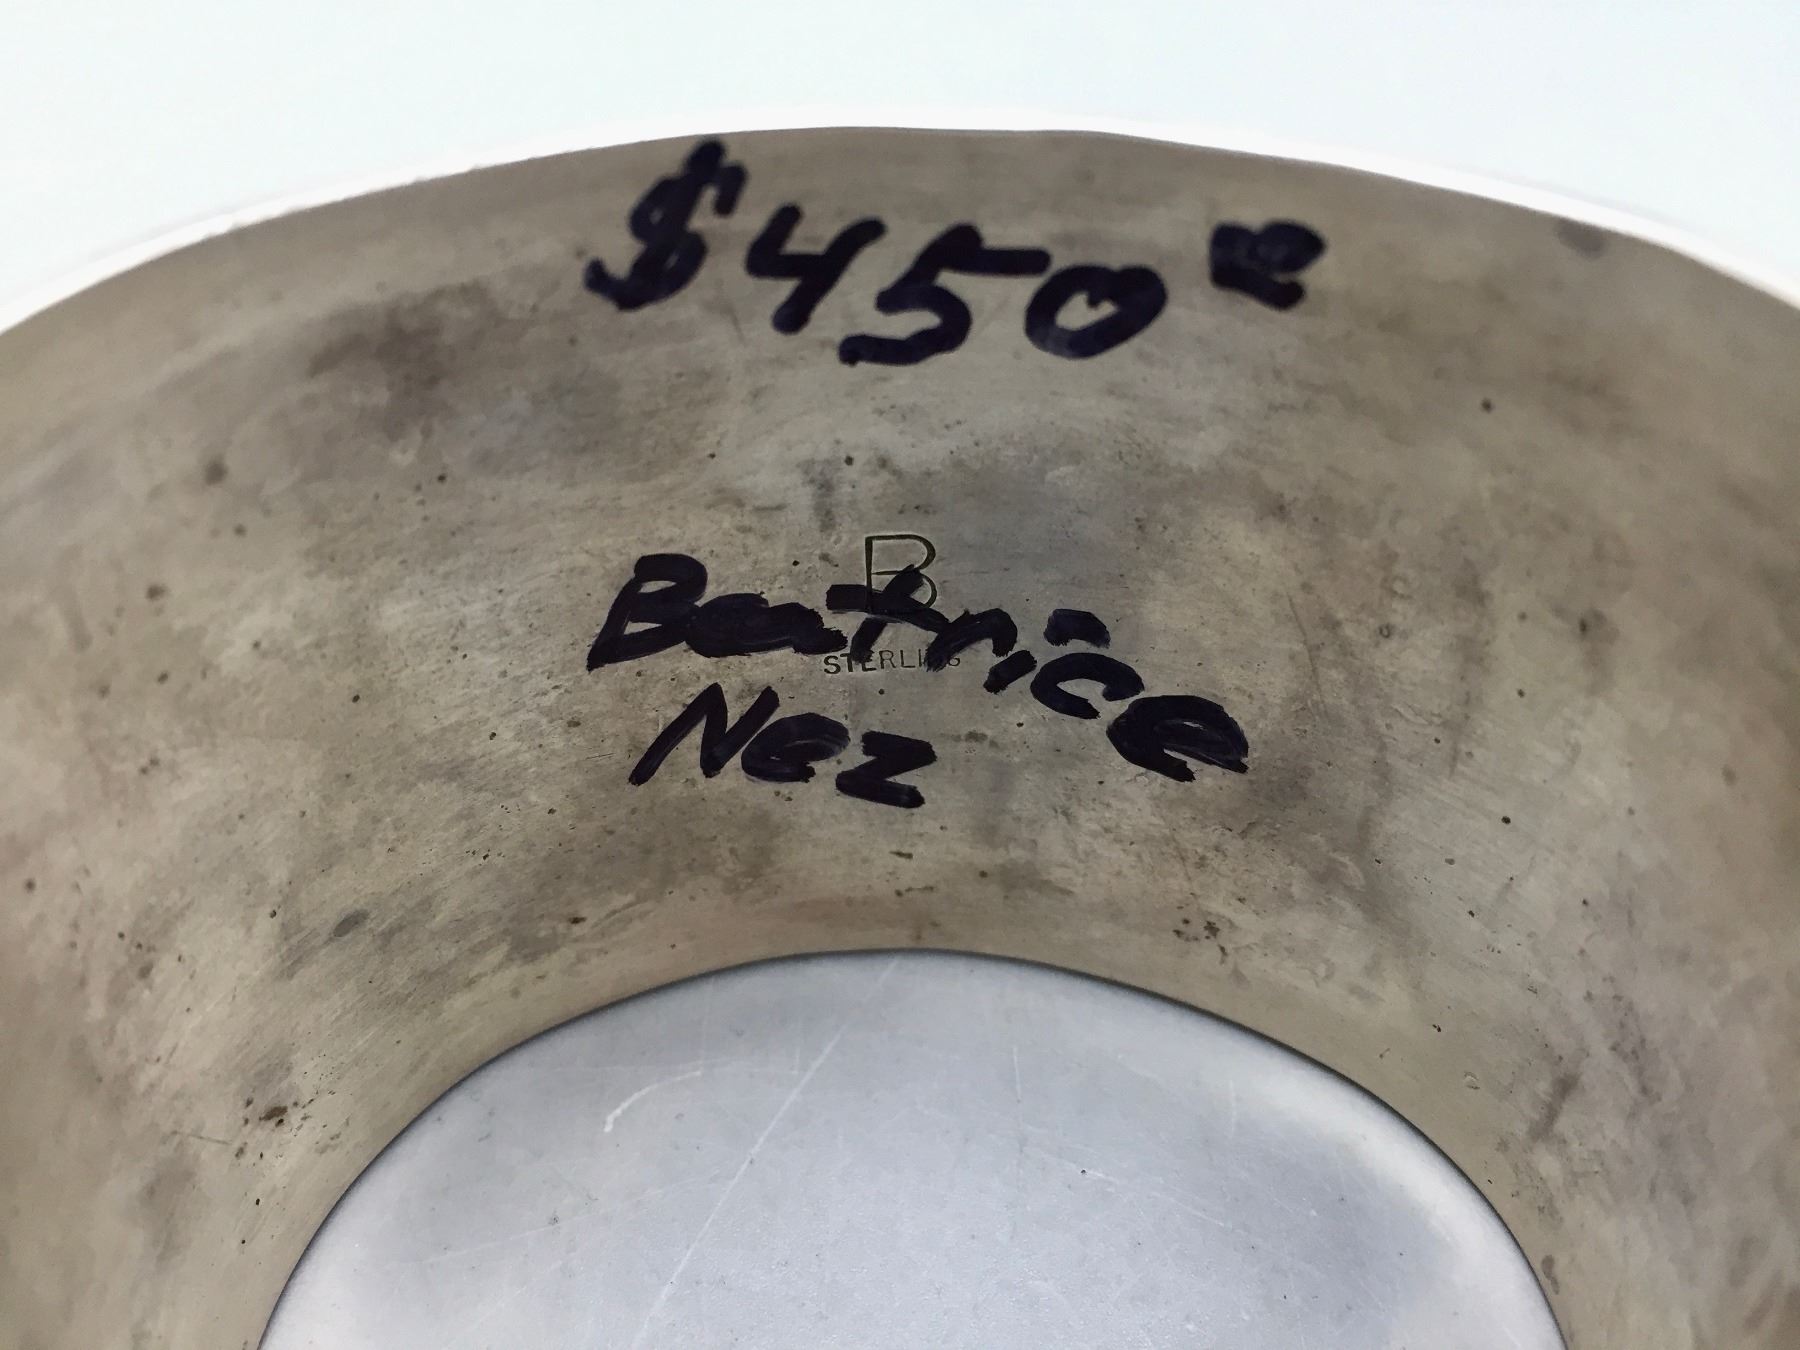 $450⁰⁰
B
Beatrice
STERLING
Nez